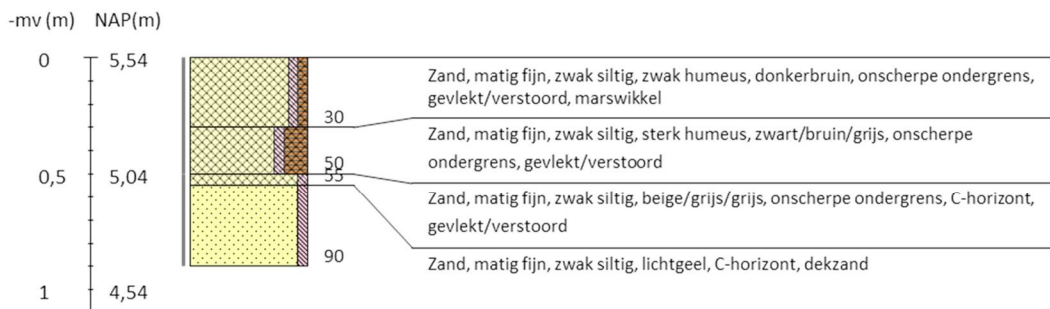 -mv (m) NAP(m)
0 5,54
Zand, matig fijn, zwak siltig, zwak humeus, donkerbruin, onscherpe ondergrens,
gevlekt/verstoord, marswikkel
30
Zand, matig fijn, zwak siltig, sterk humeus, zwart/bruin/grijs, onscherpe
ondergrens, gevlekt/verstoord
50
55
0,5 5,04
Zand, matig fijn, zwak siltig, beige/grijs/grijs, onscherpe ondergrens, C-horizont,
gevlekt/verstoord
90
Zand, matig fijn, zwak siltig, lichtgeel, C-horizont, dekzand
1 4,54